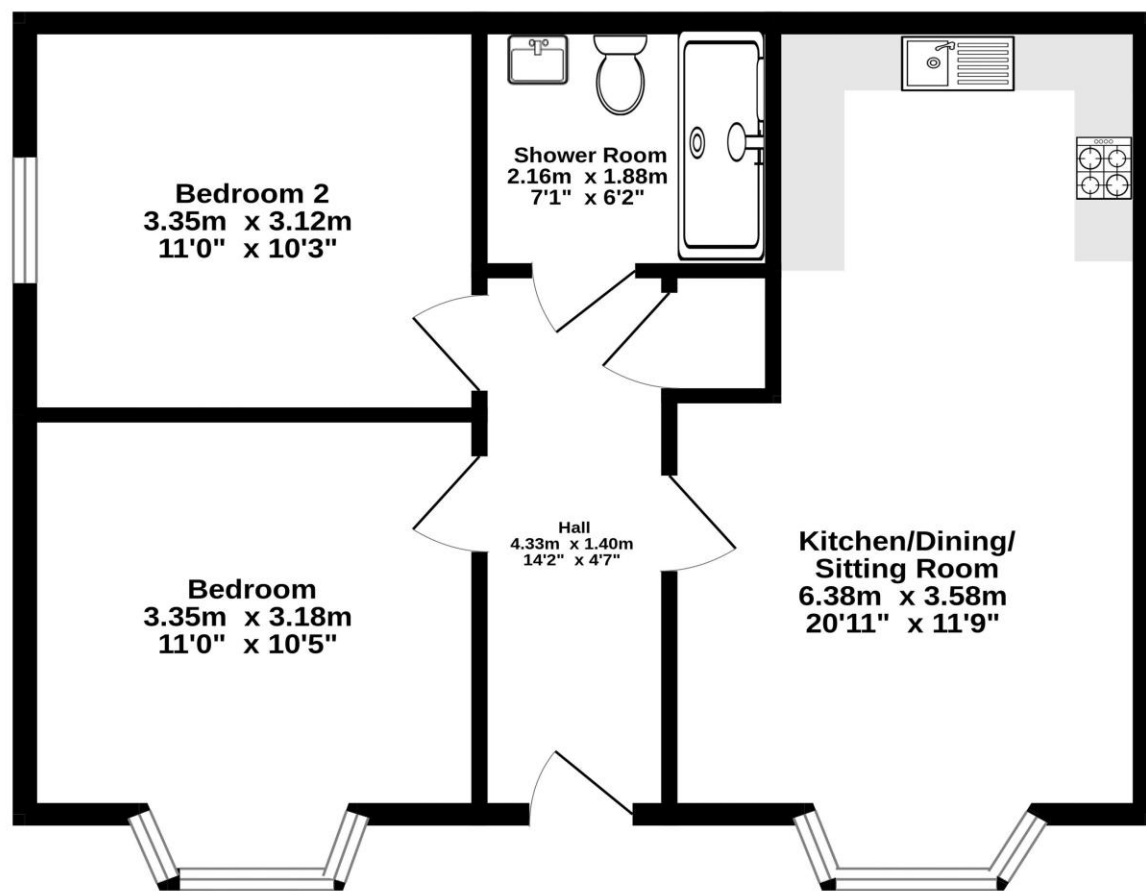 Bedroom 2
3.35m x 3.12m
11'0" x 10'3"
Shower Room
2.16m x 1.88m
7'1" x 6'2"
Hall
4.33m x 1.40m
14'2" x 4'7"
Bedroom
3.35m x 3.18m
11'0" x 10'5"
Kitchen/Dining/
Sitting Room
6.38m x 3.58m
20'11" x 11'9"